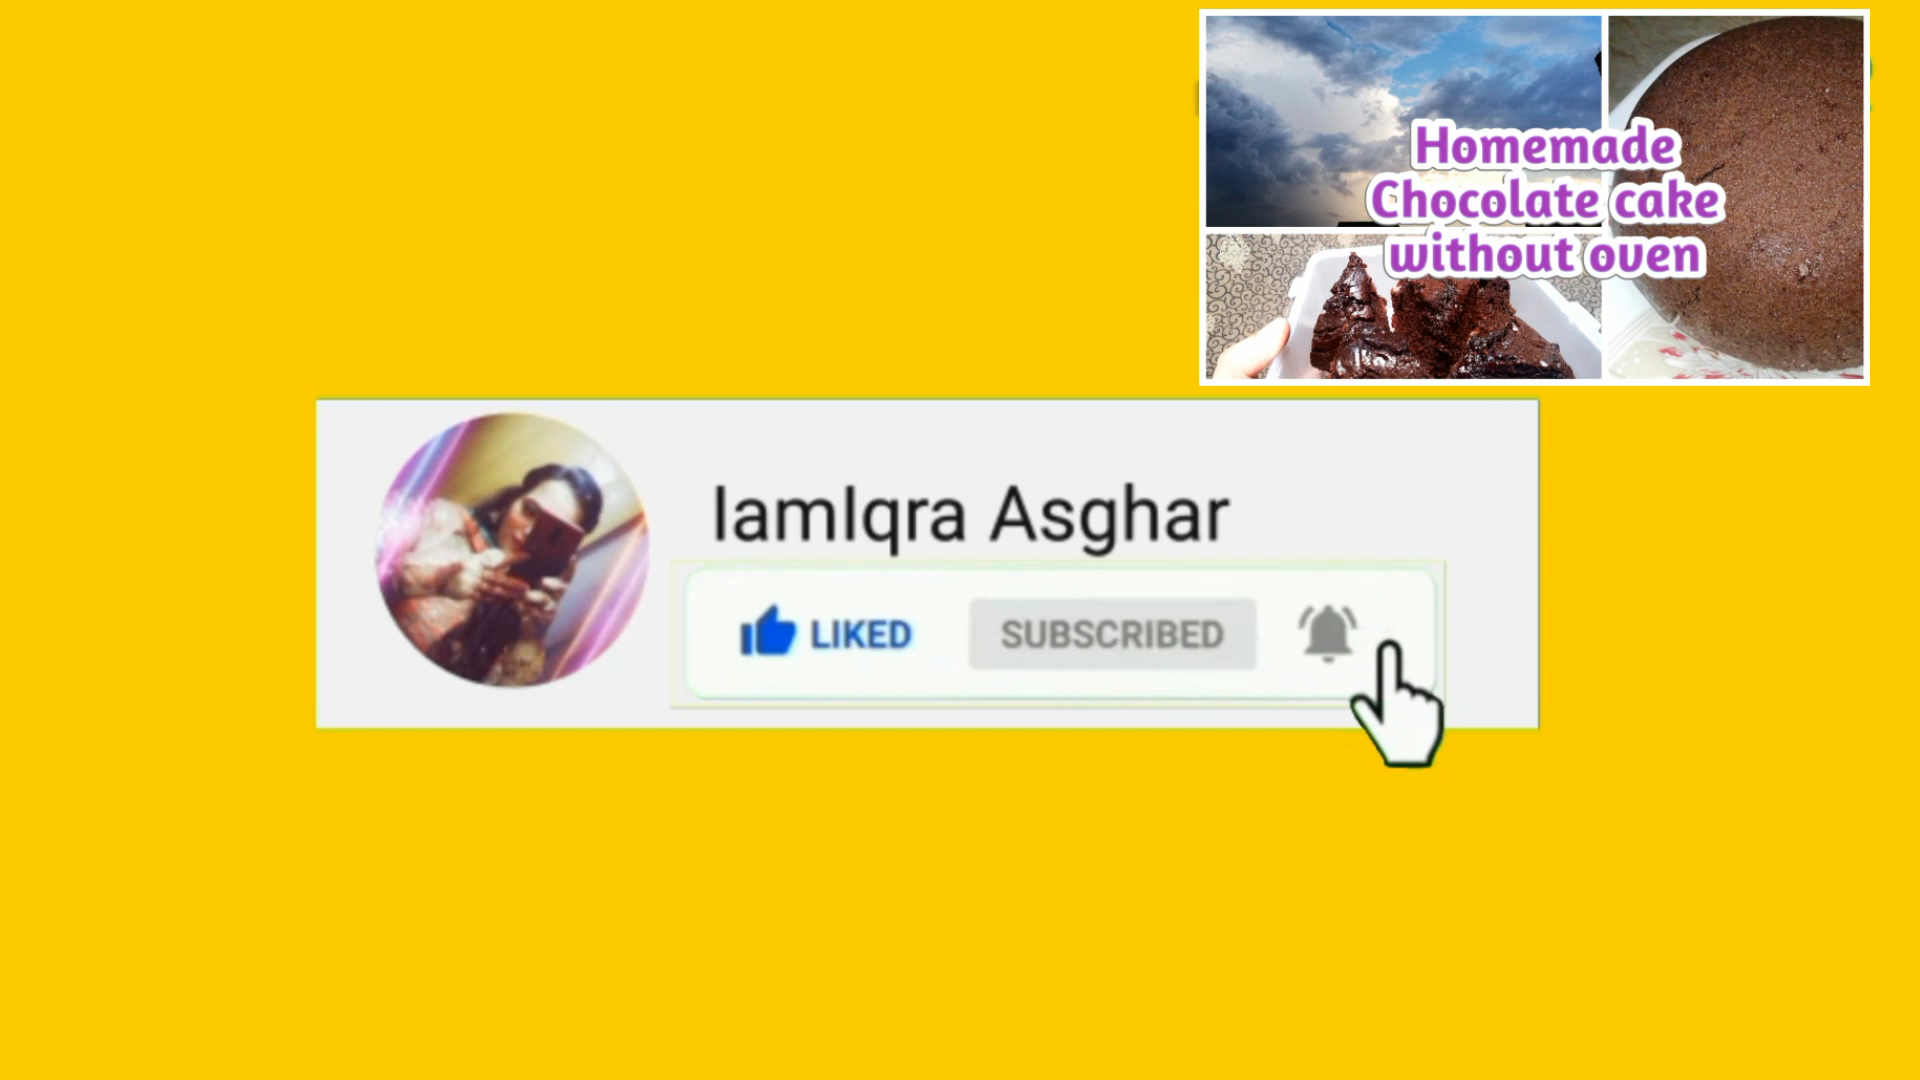 Homemade
Chocolate cake
without oven
IamIqra Asghar
LIKED
SUBSCRIBED